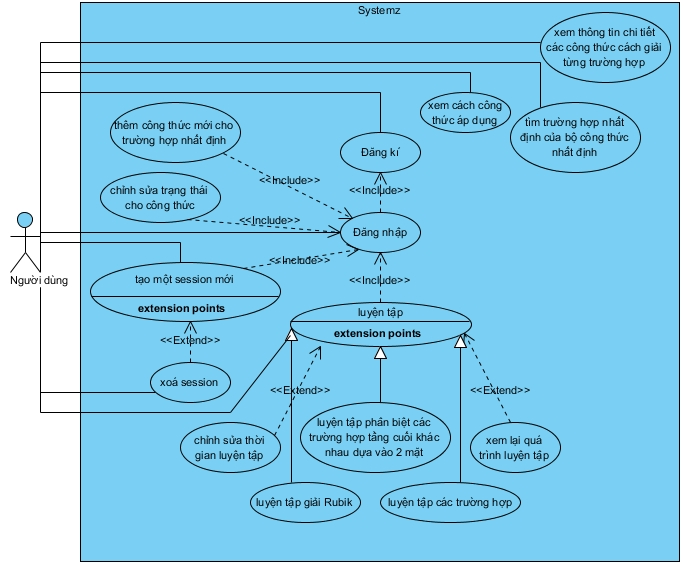 Systemz
xem thông tin chi tiết
các công thức cách giải
từng trường hợp
xem cách công
thức áp dụng
tìm trường hợp nhất
định của bộ công thức
nhất định
thêm công thức mới cho
trường hợp nhất định
Đăng kí
<<Include>>
<<Include>>
chỉnh sửa trạng thái
cho công thức
<<Include>>
Đăng nhập
Người dùng
<<Include>>
<<Include>>
tạo một session mới
extension points
luyện tập
extension points
<<Extend>>
xoá session
<<Extend>>
<<Extend>>
chỉnh sửa thời
gian luyện tập
luyện tập phân biệt các
trường hợp tầng cuối khác
nhau dựa vào 2 mặt
xem lại quá
trình luyện tập
luyện tập giải Rubik
luyện tập các trường hợp